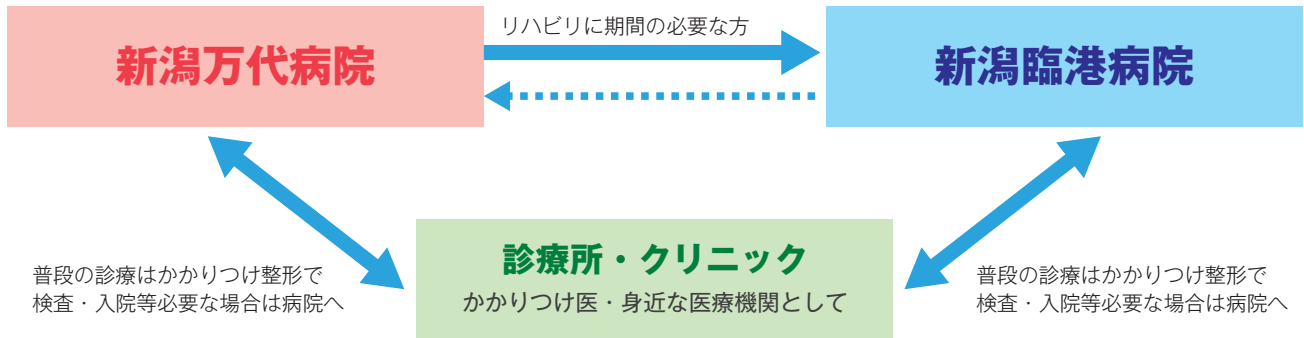 リハビリに期間の必要な方
新潟万代病院
新潟臨港病院
診療所・クリニック
かかりつけ医・身近な医療機関として
普段の診療はかかりつけ整形で
検査・入院等必要な場合は病院へ
普段の診療はかかりつけ整形で
検査・入院等必要な場合は病院へ